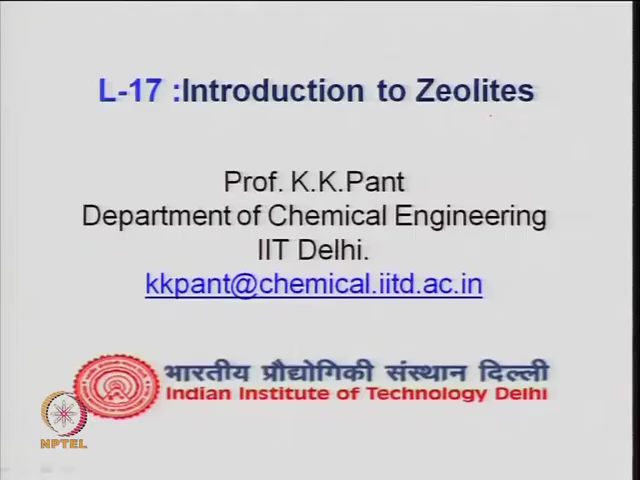 L-17 :Introduction to Zeolites
Prof. K.K.Pant
Department of Chemical Engineering
IIT Delhi.
kkpant@chemical.iitd.ac.in
भारतीय प्रौद्योगिकी संस्थान दिल्ली
Indian Institute of Technology Delhi
NPTEL